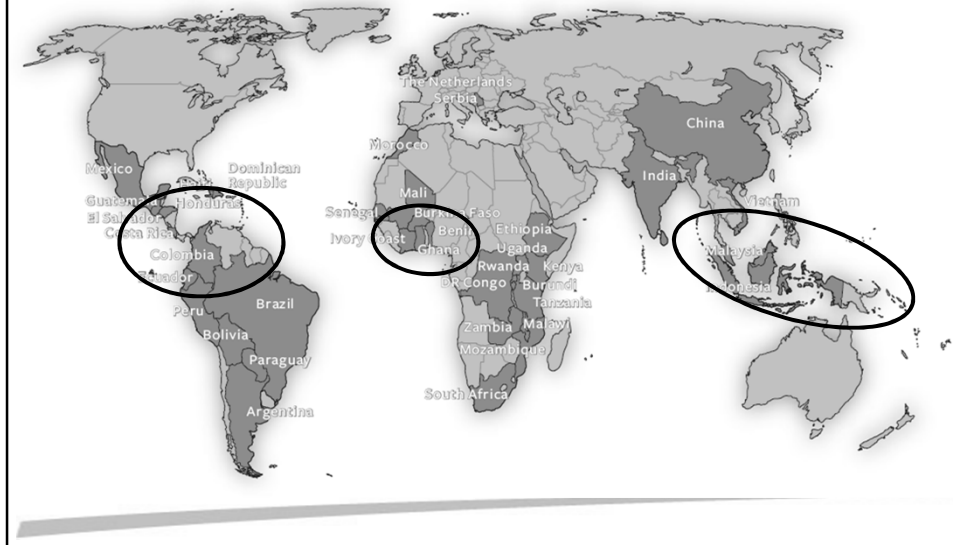 The Netherlands
Serbia
China
Morocco
Mexico
Dominican
Republic
Haiti
India
Mali
Guatemala
Honduras
Vietnam
Senegal
Burkina Faso
El Salvador
Costa Rica
Ivory Coast
Benin
Ethiopia
Ghana
Uganda
Colombia
Malaysia
Rwanda
Kenya
Ecuador
DR Congo
Burundi
Indonesia
Brazil
Tanzania
Peru
Zambia
Malawi
Bolivia
Mozambique
Paraguay
South Africa
Argentina